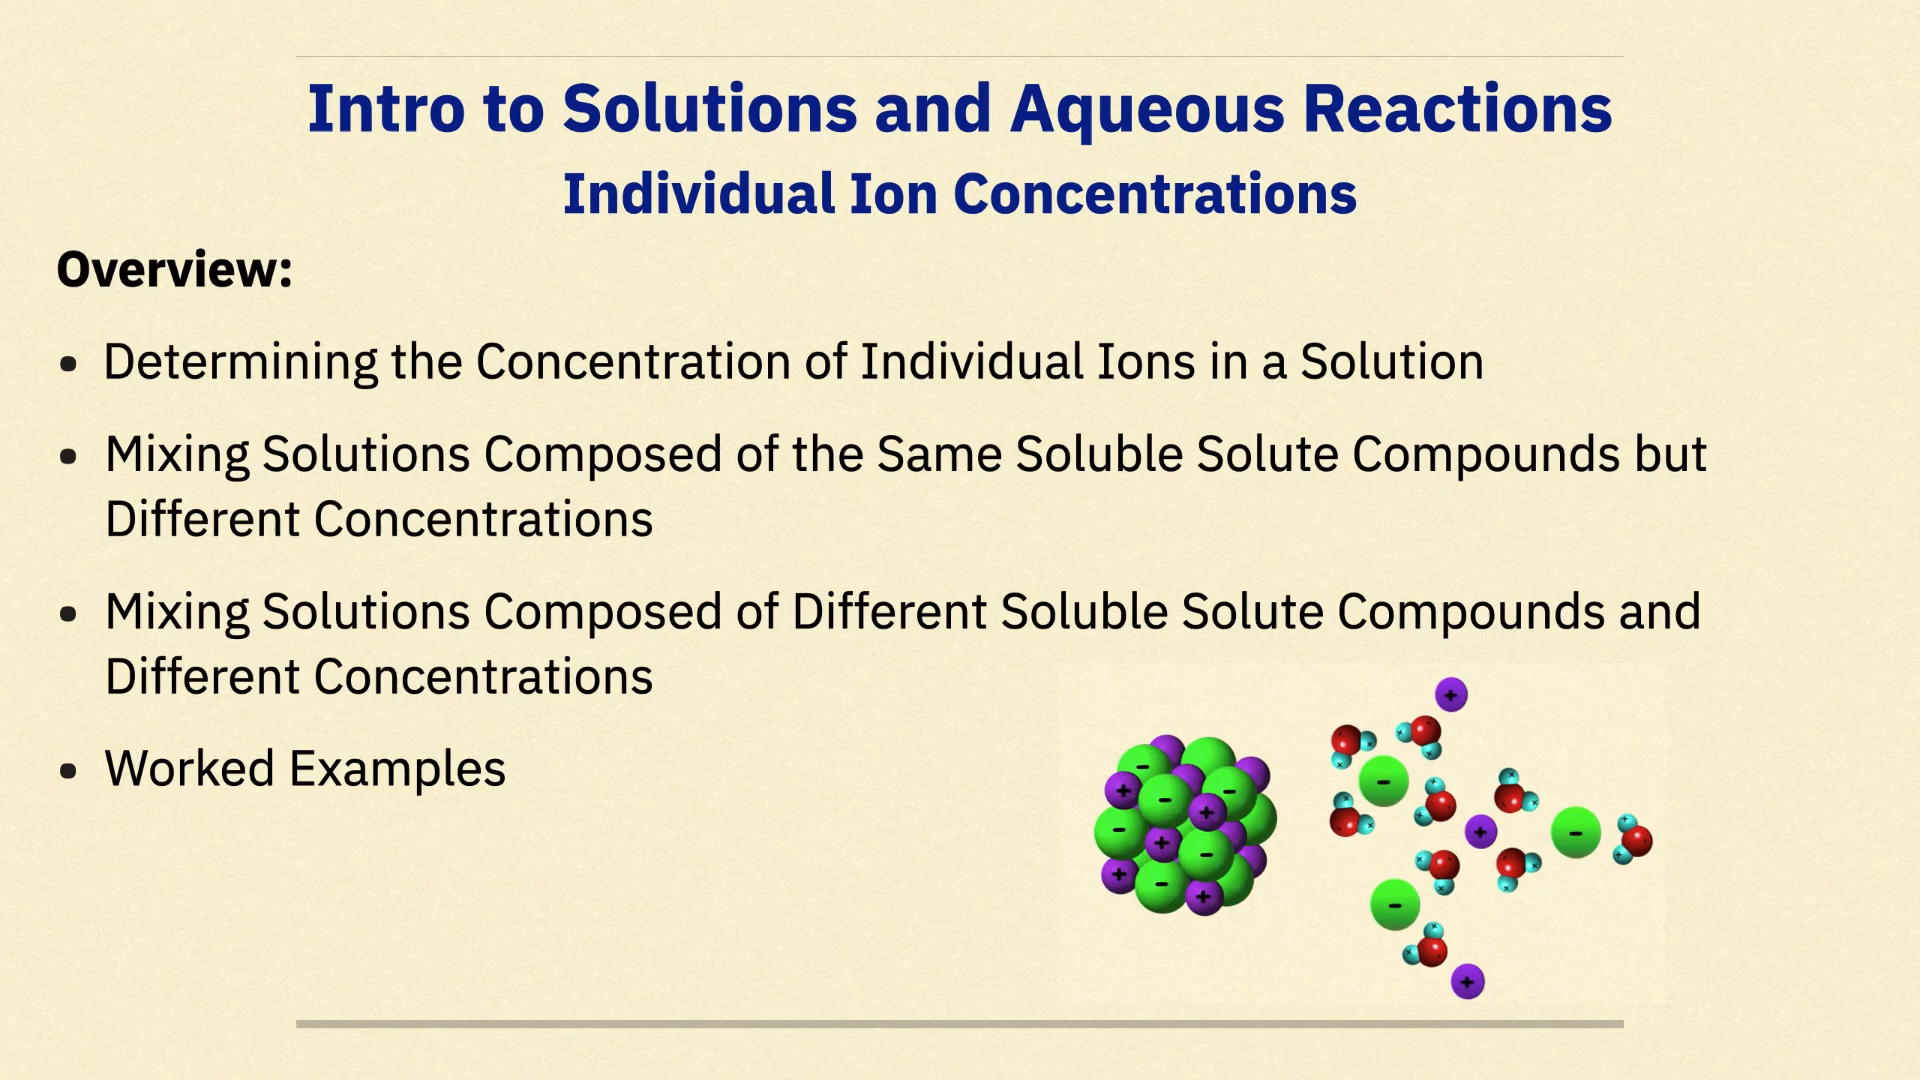 Intro to Solutions and Aqueous Reactions
Individual Ion Concentrations
Overview:
• Determining the Concentration of Individual Ions in a Solution
• Mixing Solutions Composed of the Same Soluble Solute Compounds but
Different Concentrations
• Mixing Solutions Composed of Different Soluble Solute Compounds and
Different Concentrations
• Worked Examples